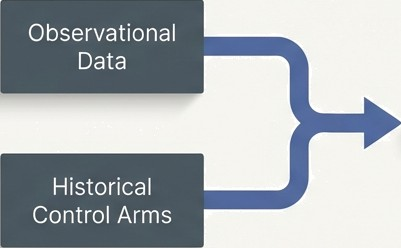 Observational
Data
Historical
Control Arms